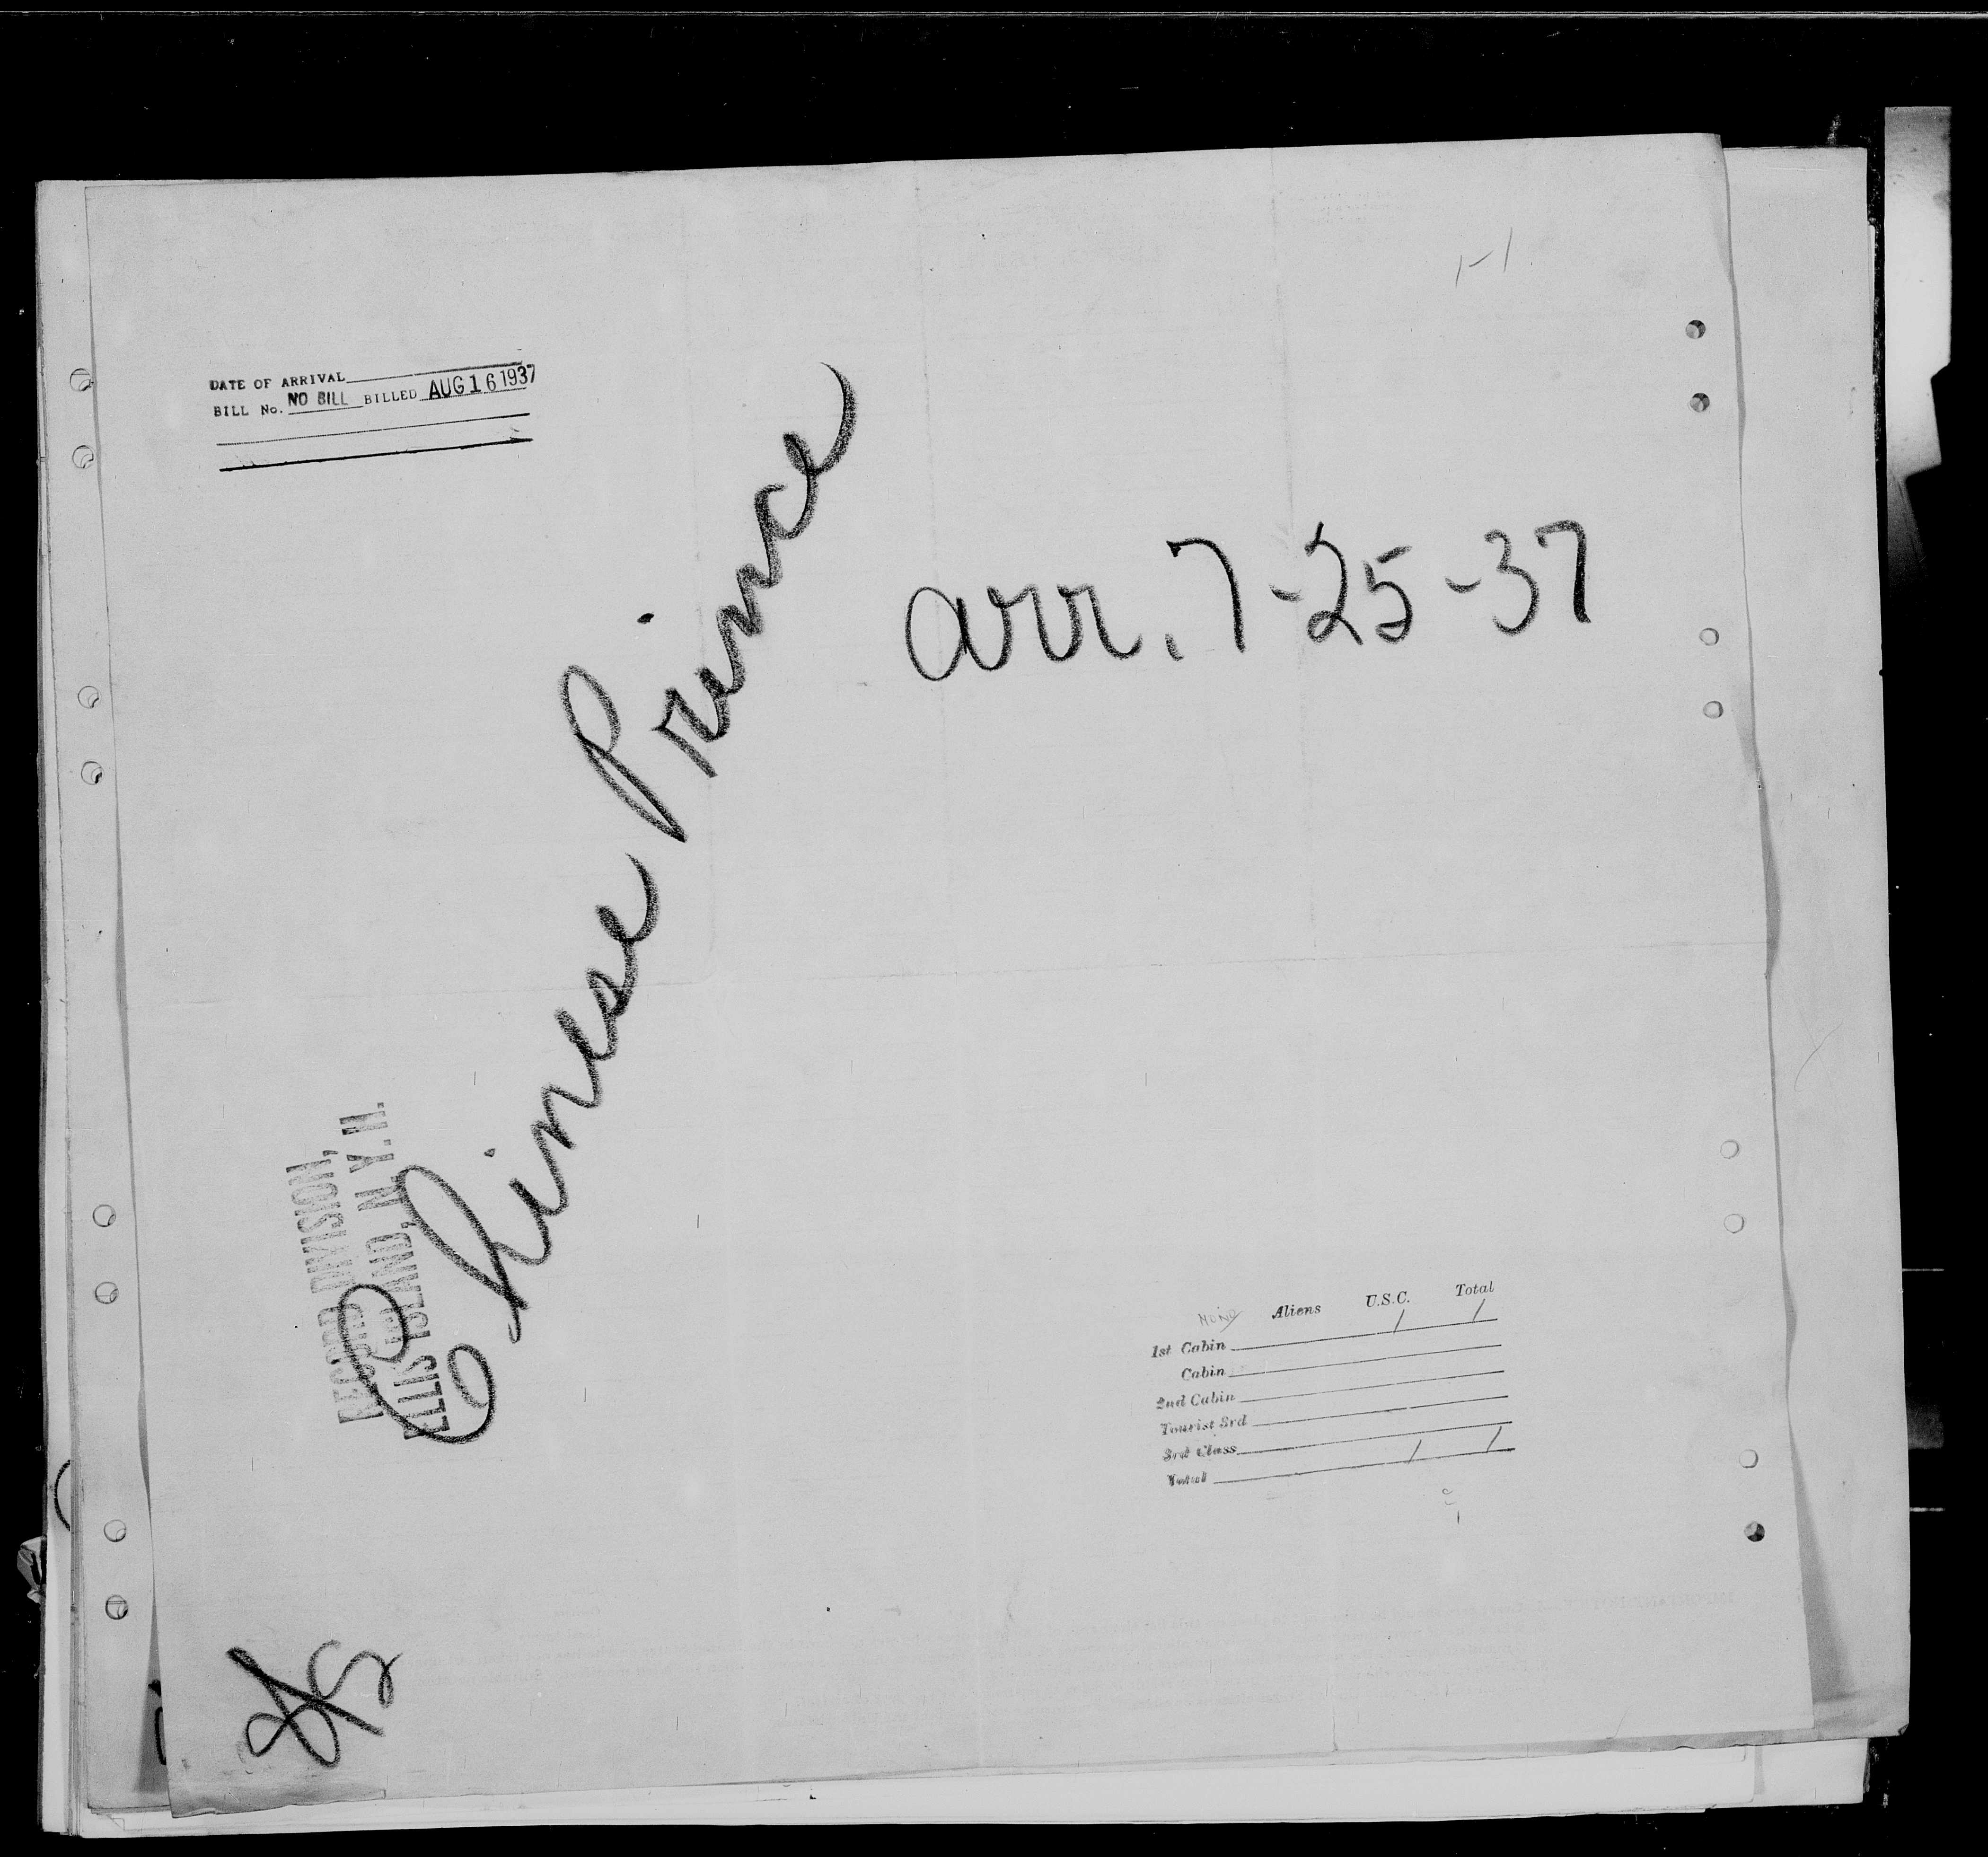 1-1
DATE OF ARRIVAL
BILL No. NO BILL BILLED AUG 16 1937
Chinese Prince
arr. 7-25-37
RECORD DIVISION,
ELLIS ISLAND, N.Y.H.
None Aliens U.S.C. Total
1st Cabin 1 1
Cabin
2nd Cabin
Tourist 3rd
3rd Class
Total 1 1